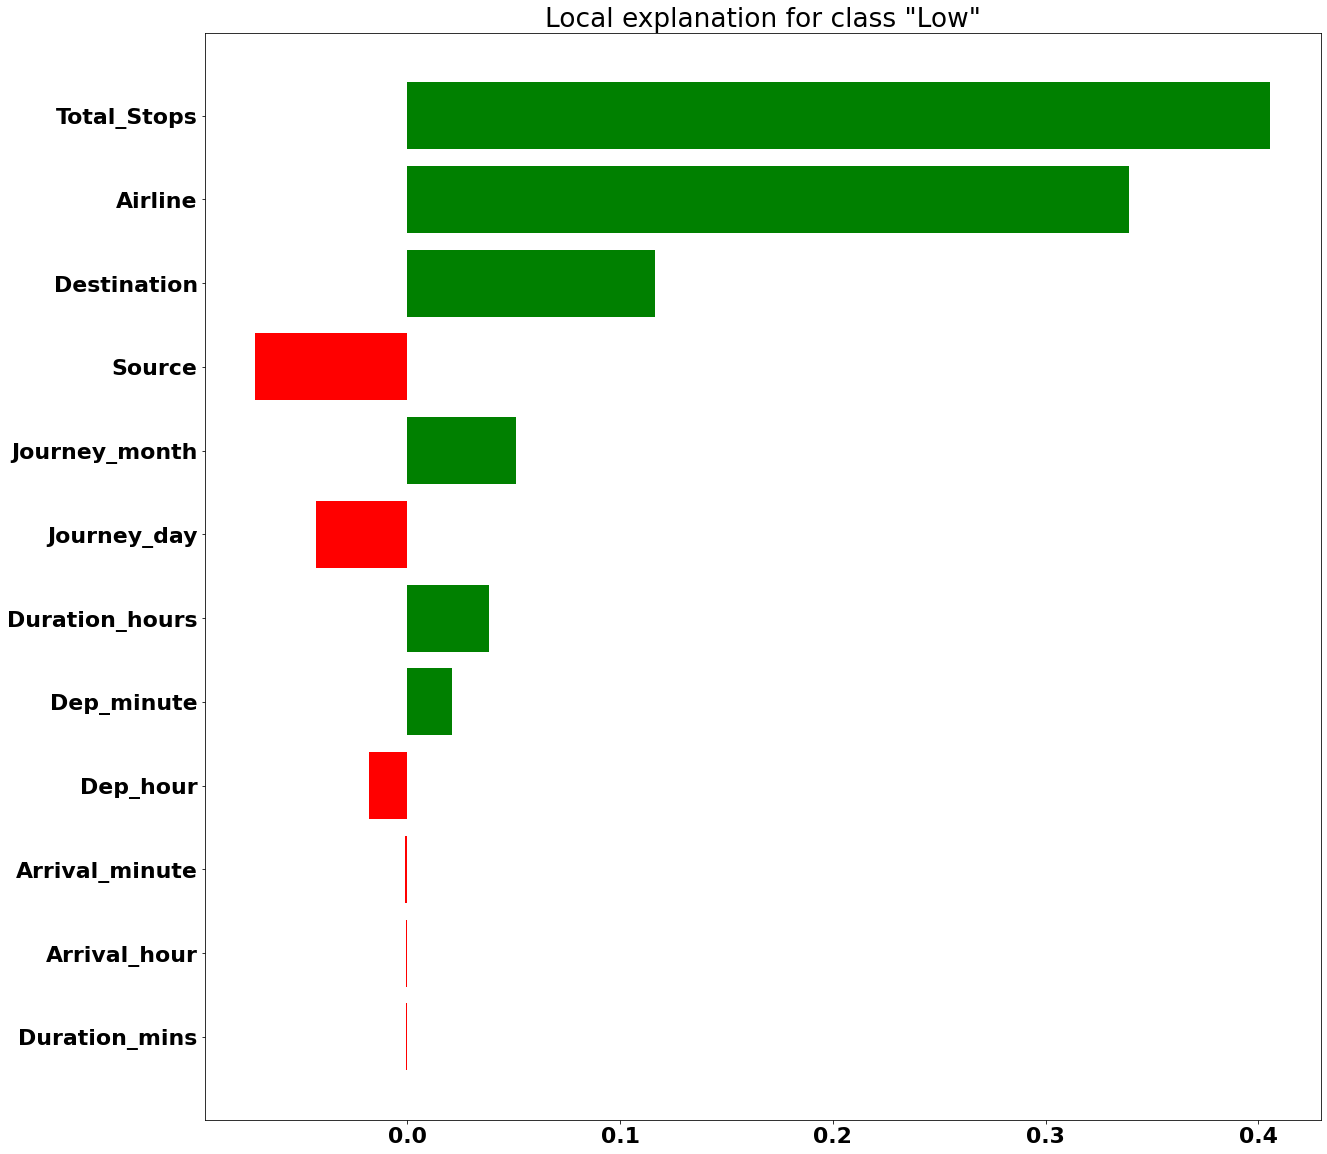 Local explanation for class "Low"
Total_Stops
Airline
Destination
Source
Journey_month
Journey_day
Duration_hours
Dep_minute
Dep_hour
Arrival_minute
Arrival_hour
Duration_mins
0.0 0.1 0.2 0.3 0.4